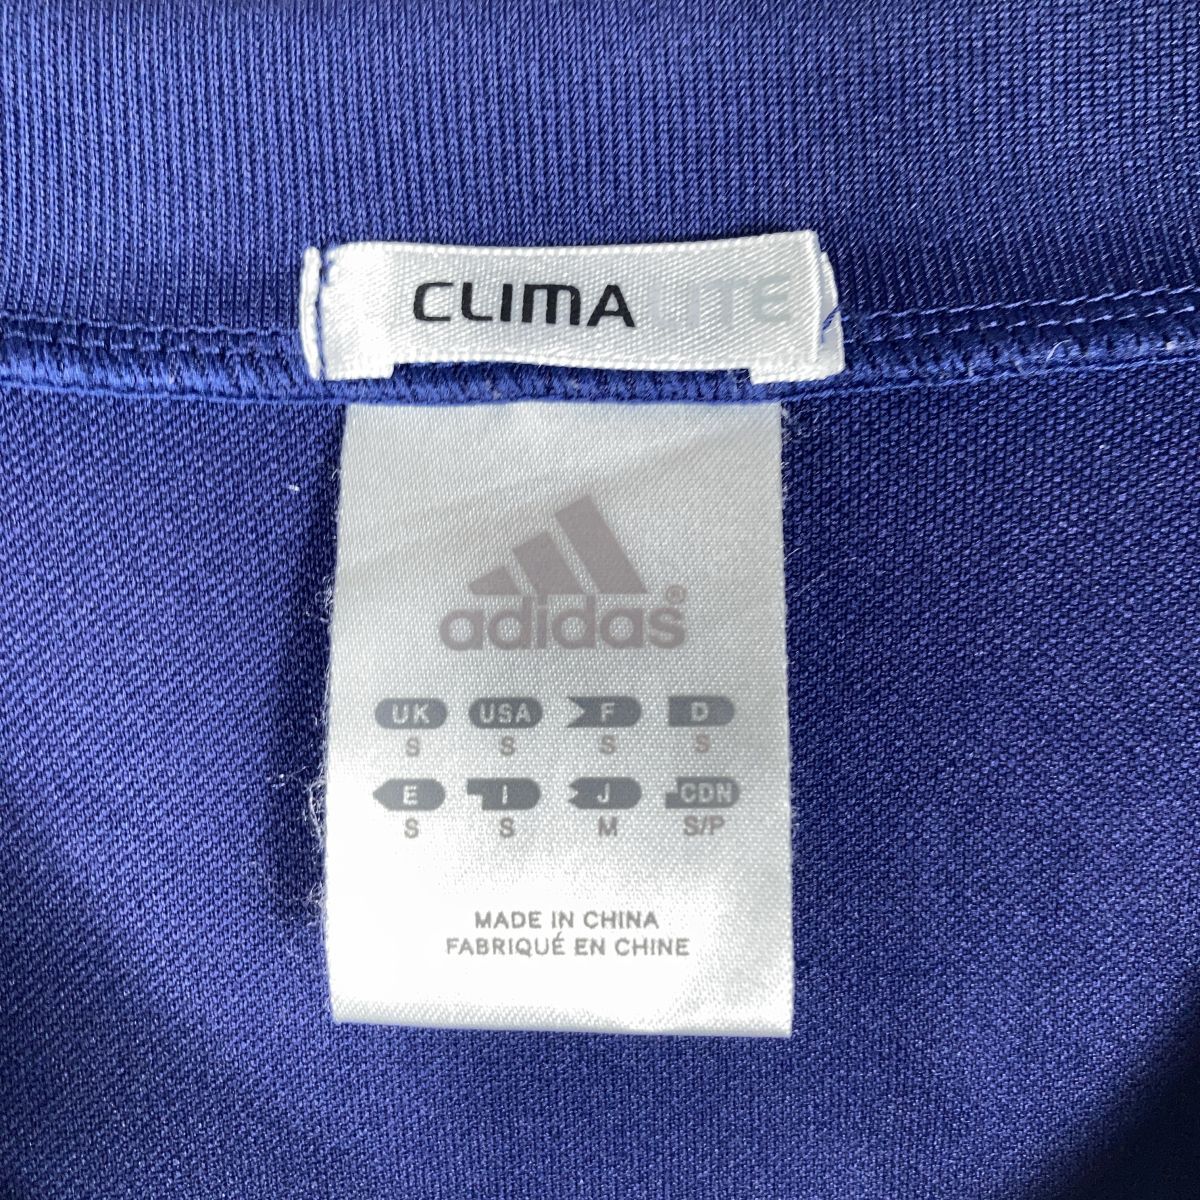 CLIMALITE
adidas®
UK USA F D
S S S S
E I J CDN
S S M S/P
MADE IN CHINA
FABRIQUÉ EN CHINE